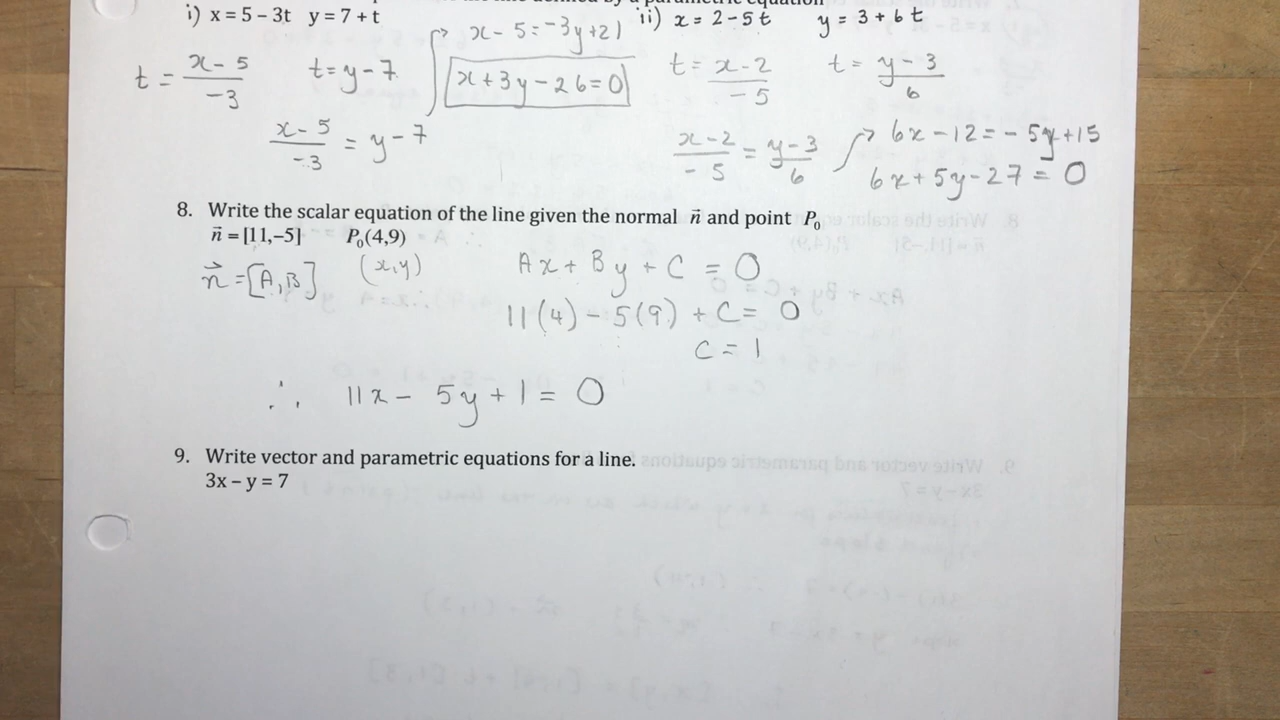 i) x = 5 – 3t y = 7 + t
t = x - 5 / -3
t = y - 7
x - 5 / -3 = y - 7
x - 5 = -3y + 21
x + 3y - 26 = 0
ii) x = 2 - 5t y = 3 + 6t
t = x - 2 / -5
t = y - 3 / 6
x - 2 / -5 = y - 3 / 6
6x - 12 = - 5y + 15
6x + 5y - 27 = 0
8. Write the scalar equation of the line given the normal n⃗ and point P₀
n⃗ = [11,–5] P₀(4,9)
n⃗ = [A, B] (x, y)
Ax + By + C = 0
11(4) - 5(9) + C = 0
C = 1
∴ 11x - 5y + 1 = 0
9. Write vector and parametric equations for a line.
3x – y = 7